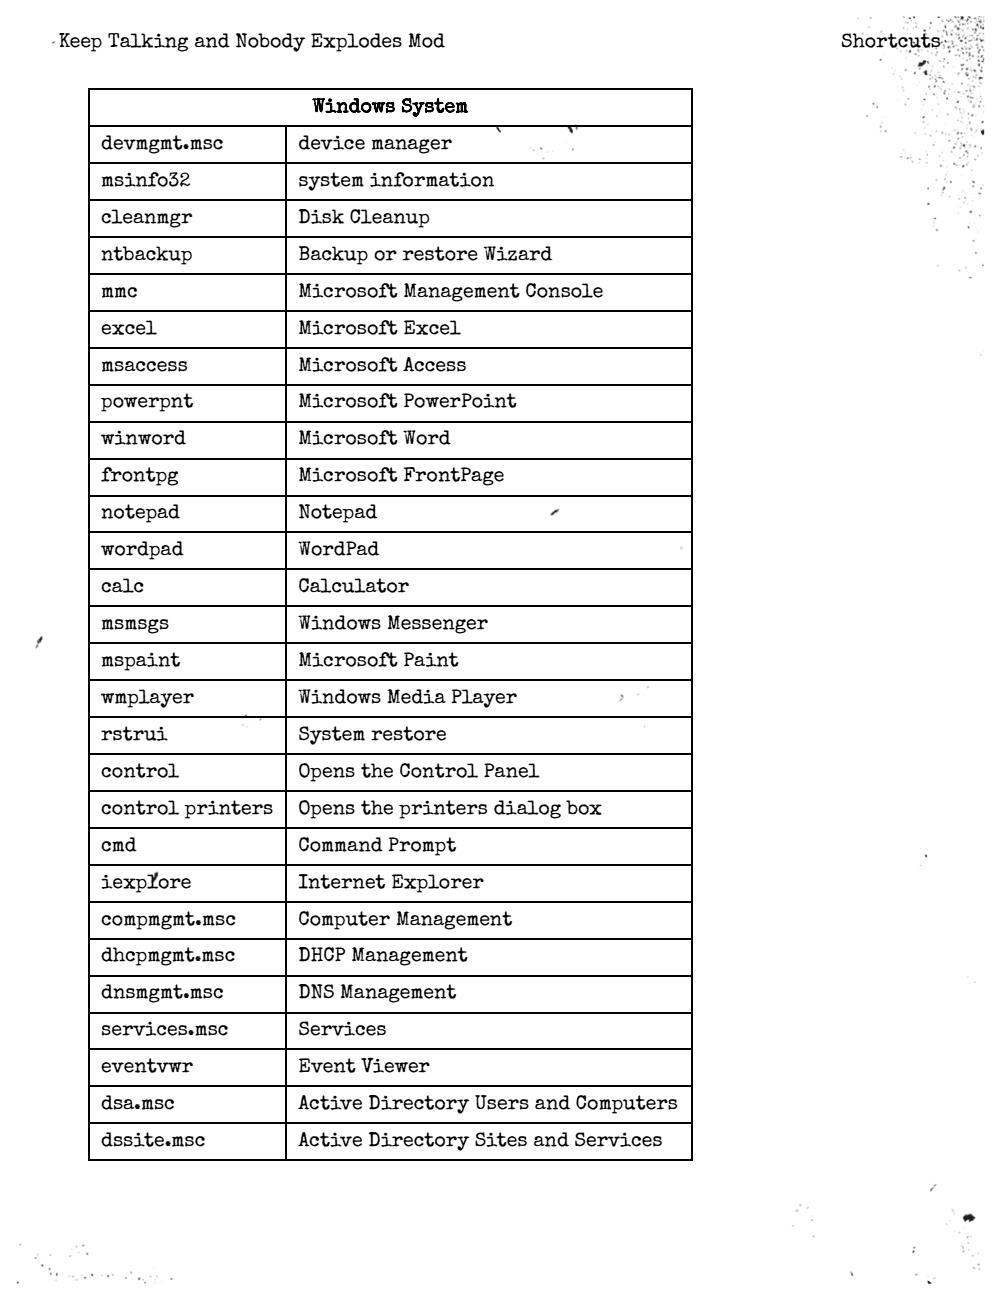 Keep Talking and Nobody Explodes Mod Shortcuts
Windows System
devmgmt.msc device manager
msinfo32 system information
cleanmgr Disk Cleanup
ntbackup Backup or restore Wizard
mmc Microsoft Management Console
excel Microsoft Excel
msaccess Microsoft Access
powerpnt Microsoft PowerPoint
winword Microsoft Word
frontpg Microsoft FrontPage
notepad Notepad
wordpad WordPad
calc Calculator
msmsgs Windows Messenger
mspaint Microsoft Paint
wmplayer Windows Media Player
rstrui System restore
control Opens the Control Panel
control printers Opens the printers dialog box
cmd Command Prompt
iexplore Internet Explorer
compmgmt.msc Computer Management
dhcpmgmt.msc DHCP Management
dnsmgmt.msc DNS Management
services.msc Services
eventvwr Event Viewer
dsa.msc Active Directory Users and Computers
dssite.msc Active Directory Sites and Services